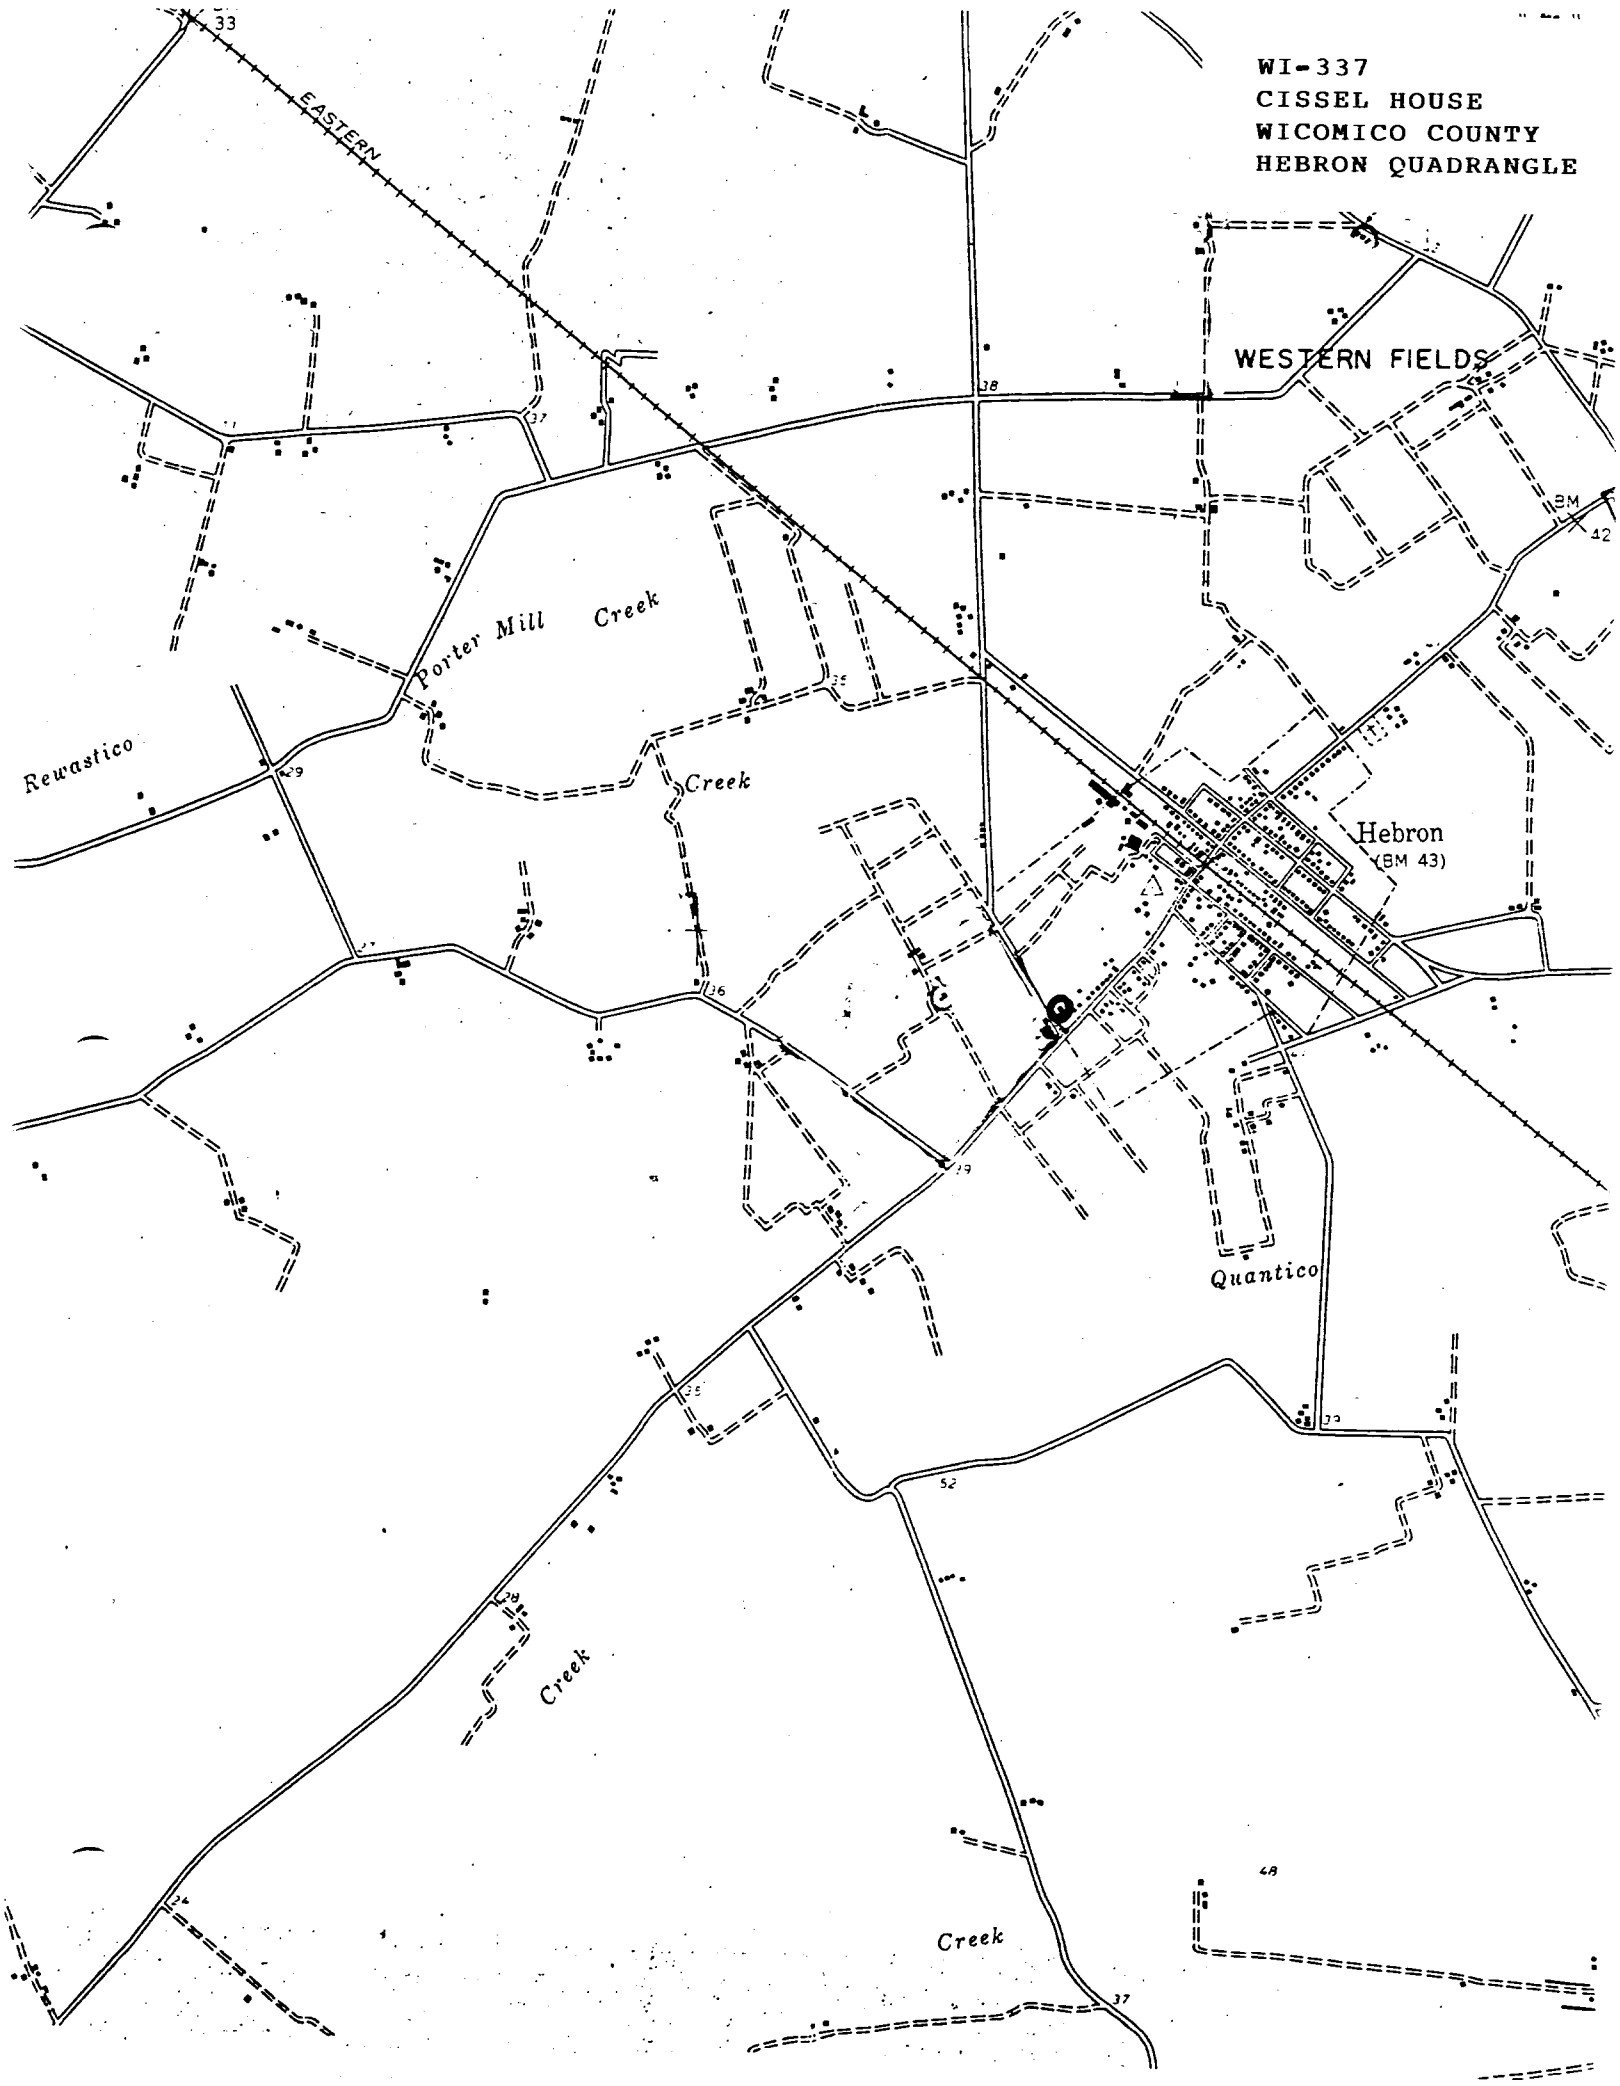 33
WI-337
CISSEL HOUSE
WICOMICO COUNTY
HEBRON QUADRANGLE
EASTERN
WESTERN FIELDS
38
37
BM
42
Porter Mill Creek
Rewastico
29
Creek
Hebron
(BM 43)
36
39
Quantico
35
39
52
28
Creek
48
24
Creek
37